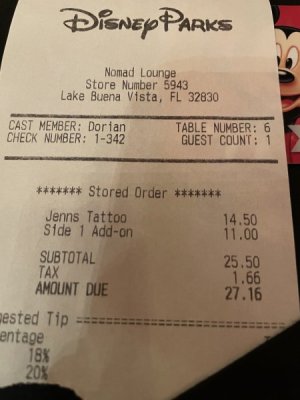 Disney Parks
Nomad Lounge
Store Number 5943
Lake Buena Vista, FL 32830
CAST MEMBER: Dorian TABLE NUMBER: 6
CHECK NUMBER: 1-342 GUEST COUNT: 1
******* Stored Order *******
Jenns Tattoo 14.50
Side 1 Add-on 11.00
SUBTOTAL 25.50
TAX 1.66
AMOUNT DUE 27.16
ested Tip ==================
entage
18%
20%